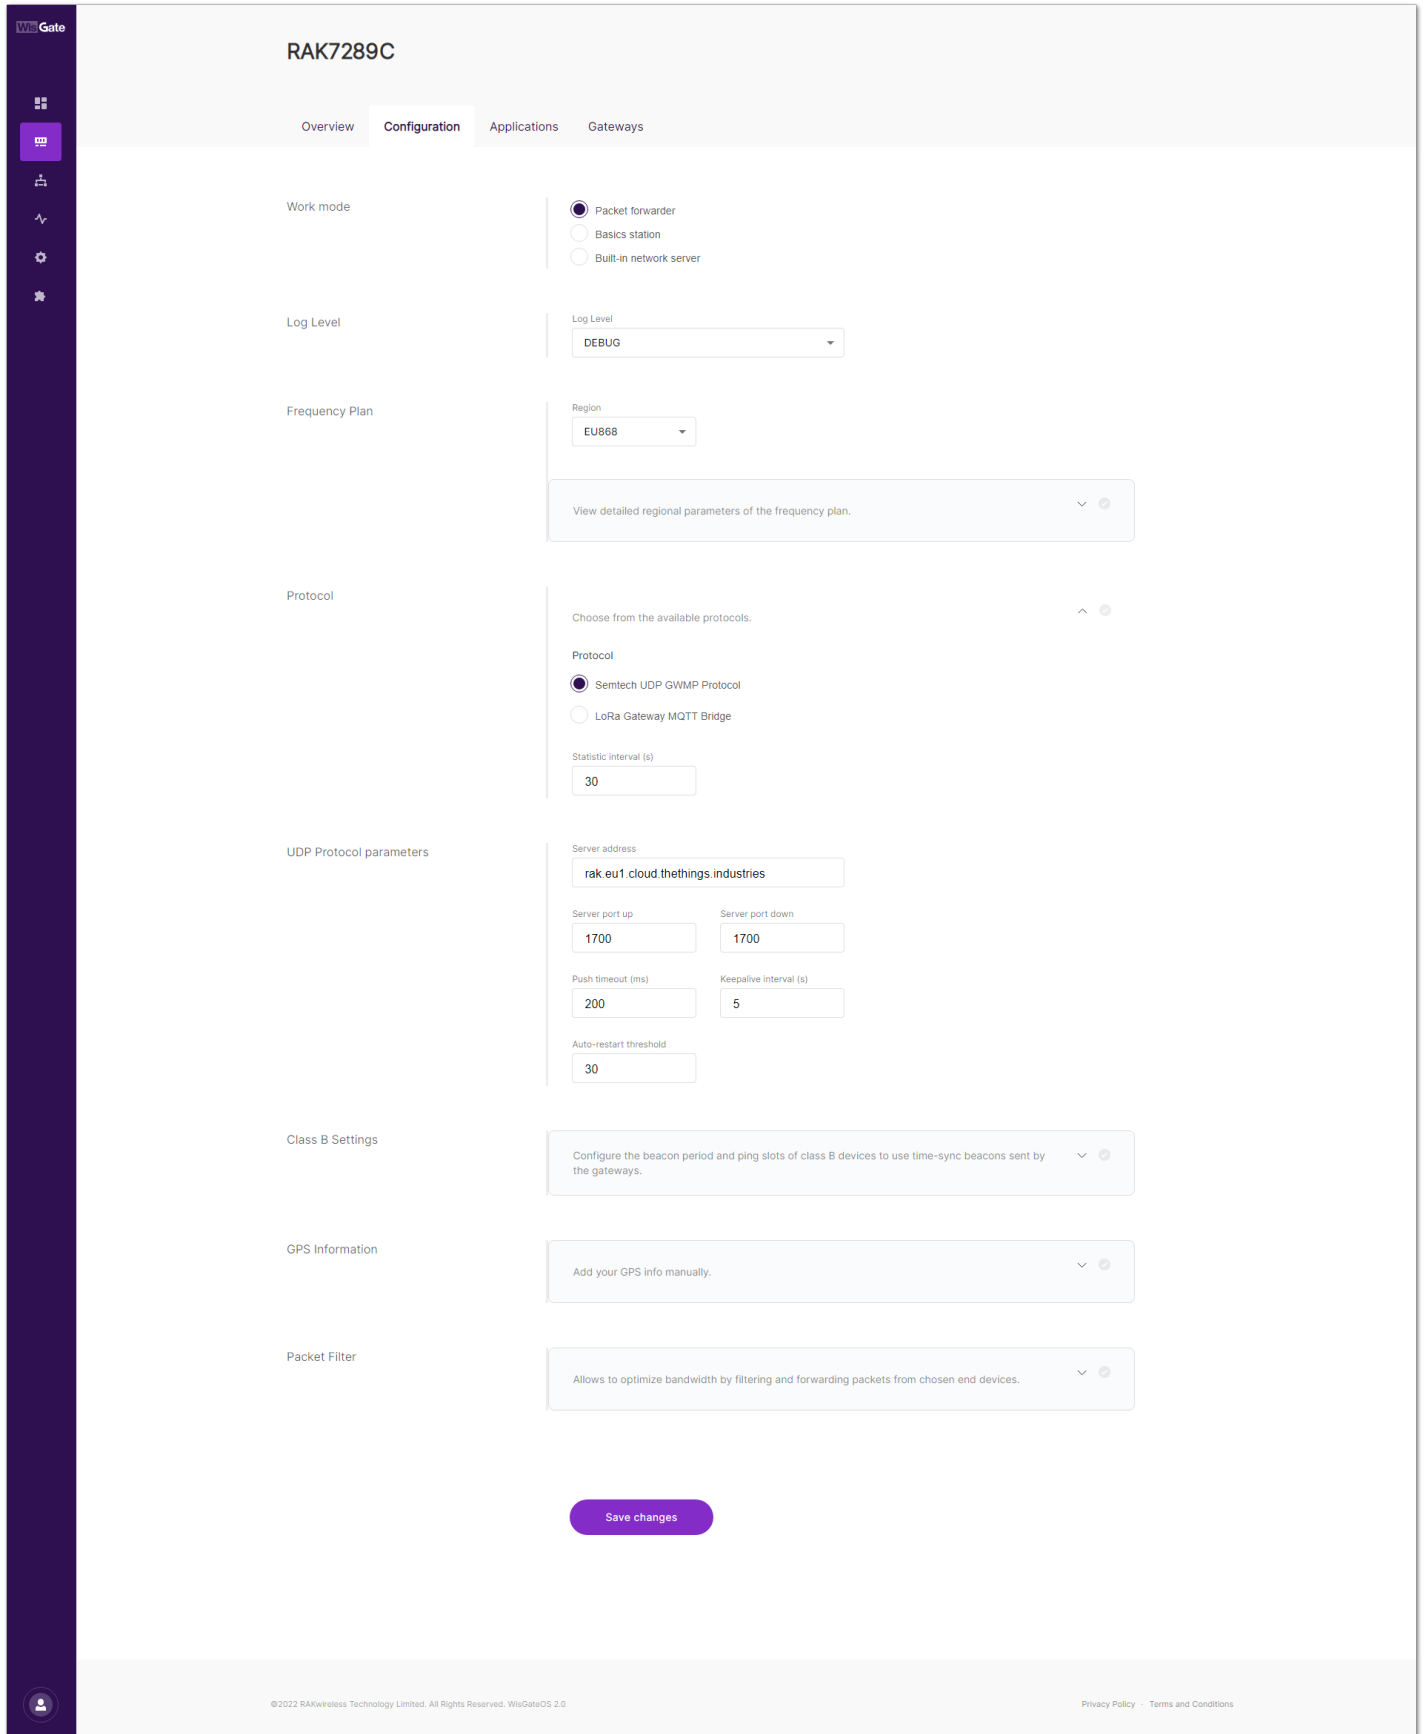 WisGate
RAK7289C
Overview
Configuration
Applications
Gateways
Work mode
Packet forwarder
Basics station
Built-in network server
Log Level
Log Level
DEBUG
Frequency Plan
Region
EU868
View detailed regional parameters of the frequency plan.
Protocol
Choose from the available protocols.
Protocol
Semtech UDP GWMP Protocol
LoRa Gateway MQTT Bridge
Statistic interval (s)
30
UDP Protocol parameters
Server address
rak.eu1.cloud.thethings.industries
Server port up
Server port down
1700
1700
Push timeout (ms)
Keepalive interval (s)
200
5
Auto-restart threshold
30
Class B Settings
Configure the beacon period and ping slots of class B devices to use time-sync beacons sent by
the gateways.
GPS Information
Add your GPS info manually.
Packet Filter
Allows to optimize bandwidth by filtering and forwarding packets from chosen end devices.
Save changes
©2022 RAKwireless Technology Limited. All Rights Reserved. WisGateOS 2.0
Privacy Policy · Terms and Conditions